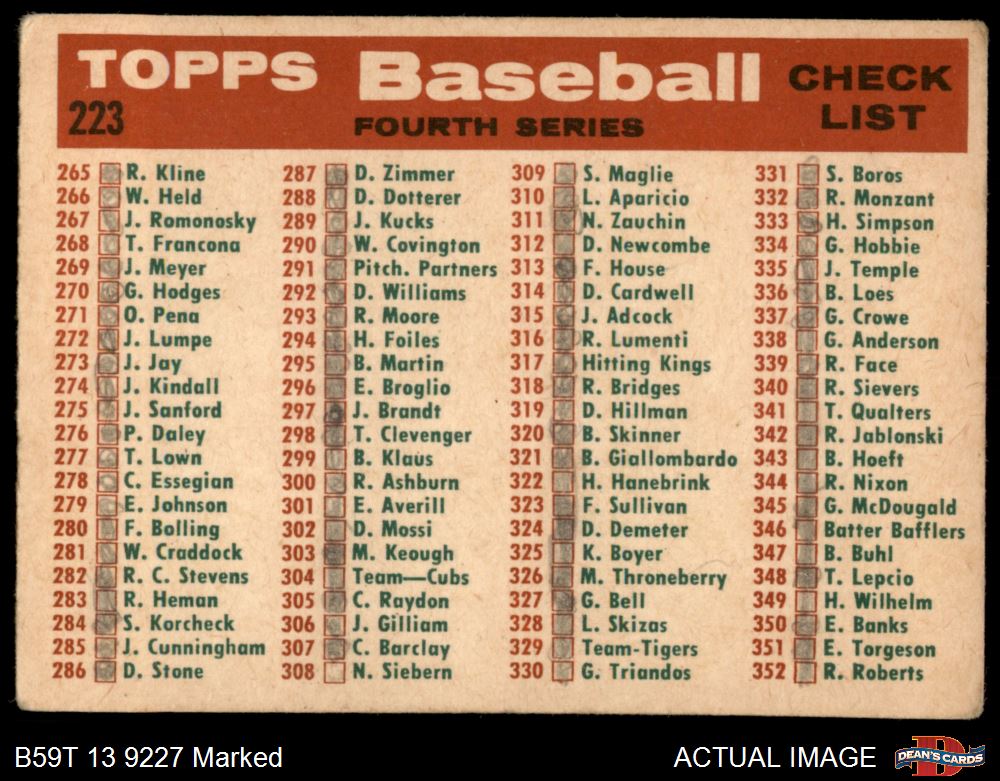 TOPPS Baseball CHECK LIST
223
FOURTH SERIES
265 R. Kline
266 W. Held
267 J. Romonosky
268 T. Francona
269 J. Meyer
270 G. Hodges
271 O. Pena
272 J. Lumpe
273 J. Jay
274 J. Kindall
275 J. Sanford
276 P. Daley
277 T. Lown
278 C. Essegian
279 E. Johnson
280 F. Bolling
281 W. Craddock
282 R. C. Stevens
283 R. Heman
284 S. Korcheck
285 J. Cunningham
286 D. Stone
287 D. Zimmer
288 D. Dotterer
289 J. Kucks
290 W. Covington
291 Pitch. Partners
292 D. Williams
293 R. Moore
294 H. Foiles
295 B. Martin
296 E. Broglio
297 J. Brandt
298 T. Clevenger
299 B. Klaus
300 R. Ashburn
301 E. Averill
302 D. Mossi
303 M. Keough
304 Team—Cubs
305 C. Raydon
306 J. Gilliam
307 C. Barclay
308 N. Siebern
309 S. Maglie
310 L. Aparicio
311 N. Zauchin
312 D. Newcombe
313 F. House
314 D. Cardwell
315 J. Adcock
316 R. Lumenti
317 Hitting Kings
318 R. Bridges
319 D. Hillman
320 B. Skinner
321 B. Giallombardo
322 H. Hanebrink
323 F. Sullivan
324 D. Demeter
325 K. Boyer
326 M. Throneberry
327 G. Bell
328 L. Skizas
329 Team-Tigers
330 G. Triandos
331 S. Boros
332 R. Monzant
333 H. Simpson
334 G. Hobbie
335 J. Temple
336 B. Loes
337 G. Crowe
338 G. Anderson
339 R. Face
340 R. Sievers
341 T. Qualters
342 R. Jablonski
343 B. Hoeft
344 R. Nixon
345 G. McDougald
346 Batter Bafflers
347 B. Buhl
348 T. Lepcio
349 H. Wilhelm
350 E. Banks
351 E. Torgeson
352 R. Roberts
B59T 13 9227 Marked
ACTUAL IMAGE
DEAN'S CARDS